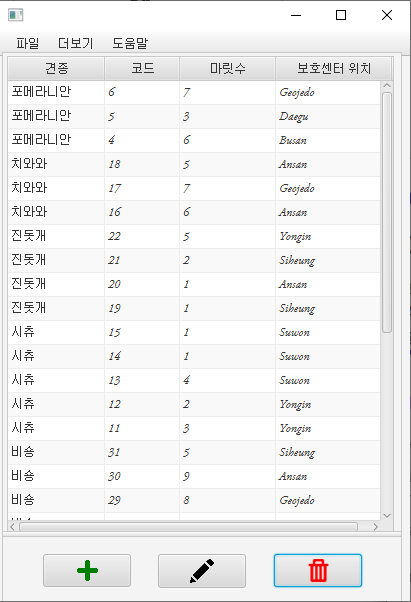 파일 더보기 도움말
견종 코드 마릿수 보호센터 위치
포메라니안 6 7 Geojedo
포메라니안 5 3 Daegu
포메라니안 4 6 Busan
치와와 18 5 Ansan
치와와 17 7 Geojedo
치와와 16 6 Ansan
진돗개 22 5 Yongin
진돗개 21 2 Siheung
진돗개 20 1 Ansan
진돗개 19 1 Siheung
시츄 15 1 Suwon
시츄 14 1 Suwon
시츄 13 4 Suwon
시츄 12 2 Yongin
시츄 11 3 Yongin
비숑 31 5 Siheung
비숑 30 9 Ansan
비숑 29 8 Geojedo